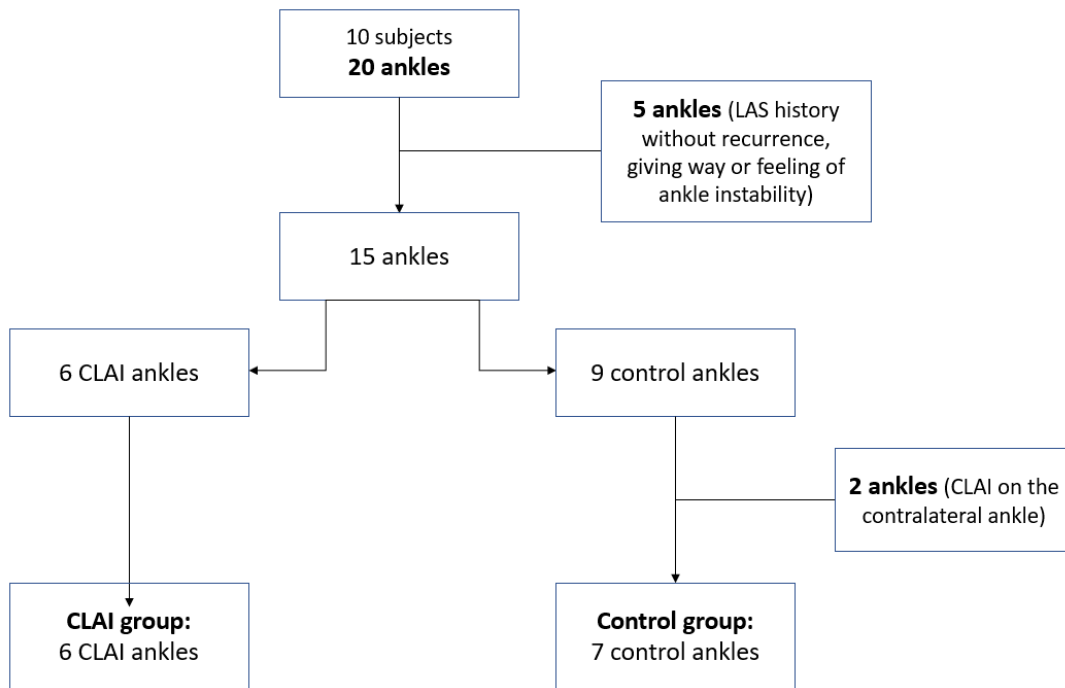 10 subjects
20 ankles
5 ankles (LAS history
without recurrence,
giving way or feeling of
ankle instability)
15 ankles
6 CLAI ankles
9 control ankles
2 ankles (CLAI on the
contralateral ankle)
CLAI group:
6 CLAI ankles
Control group:
7 control ankles